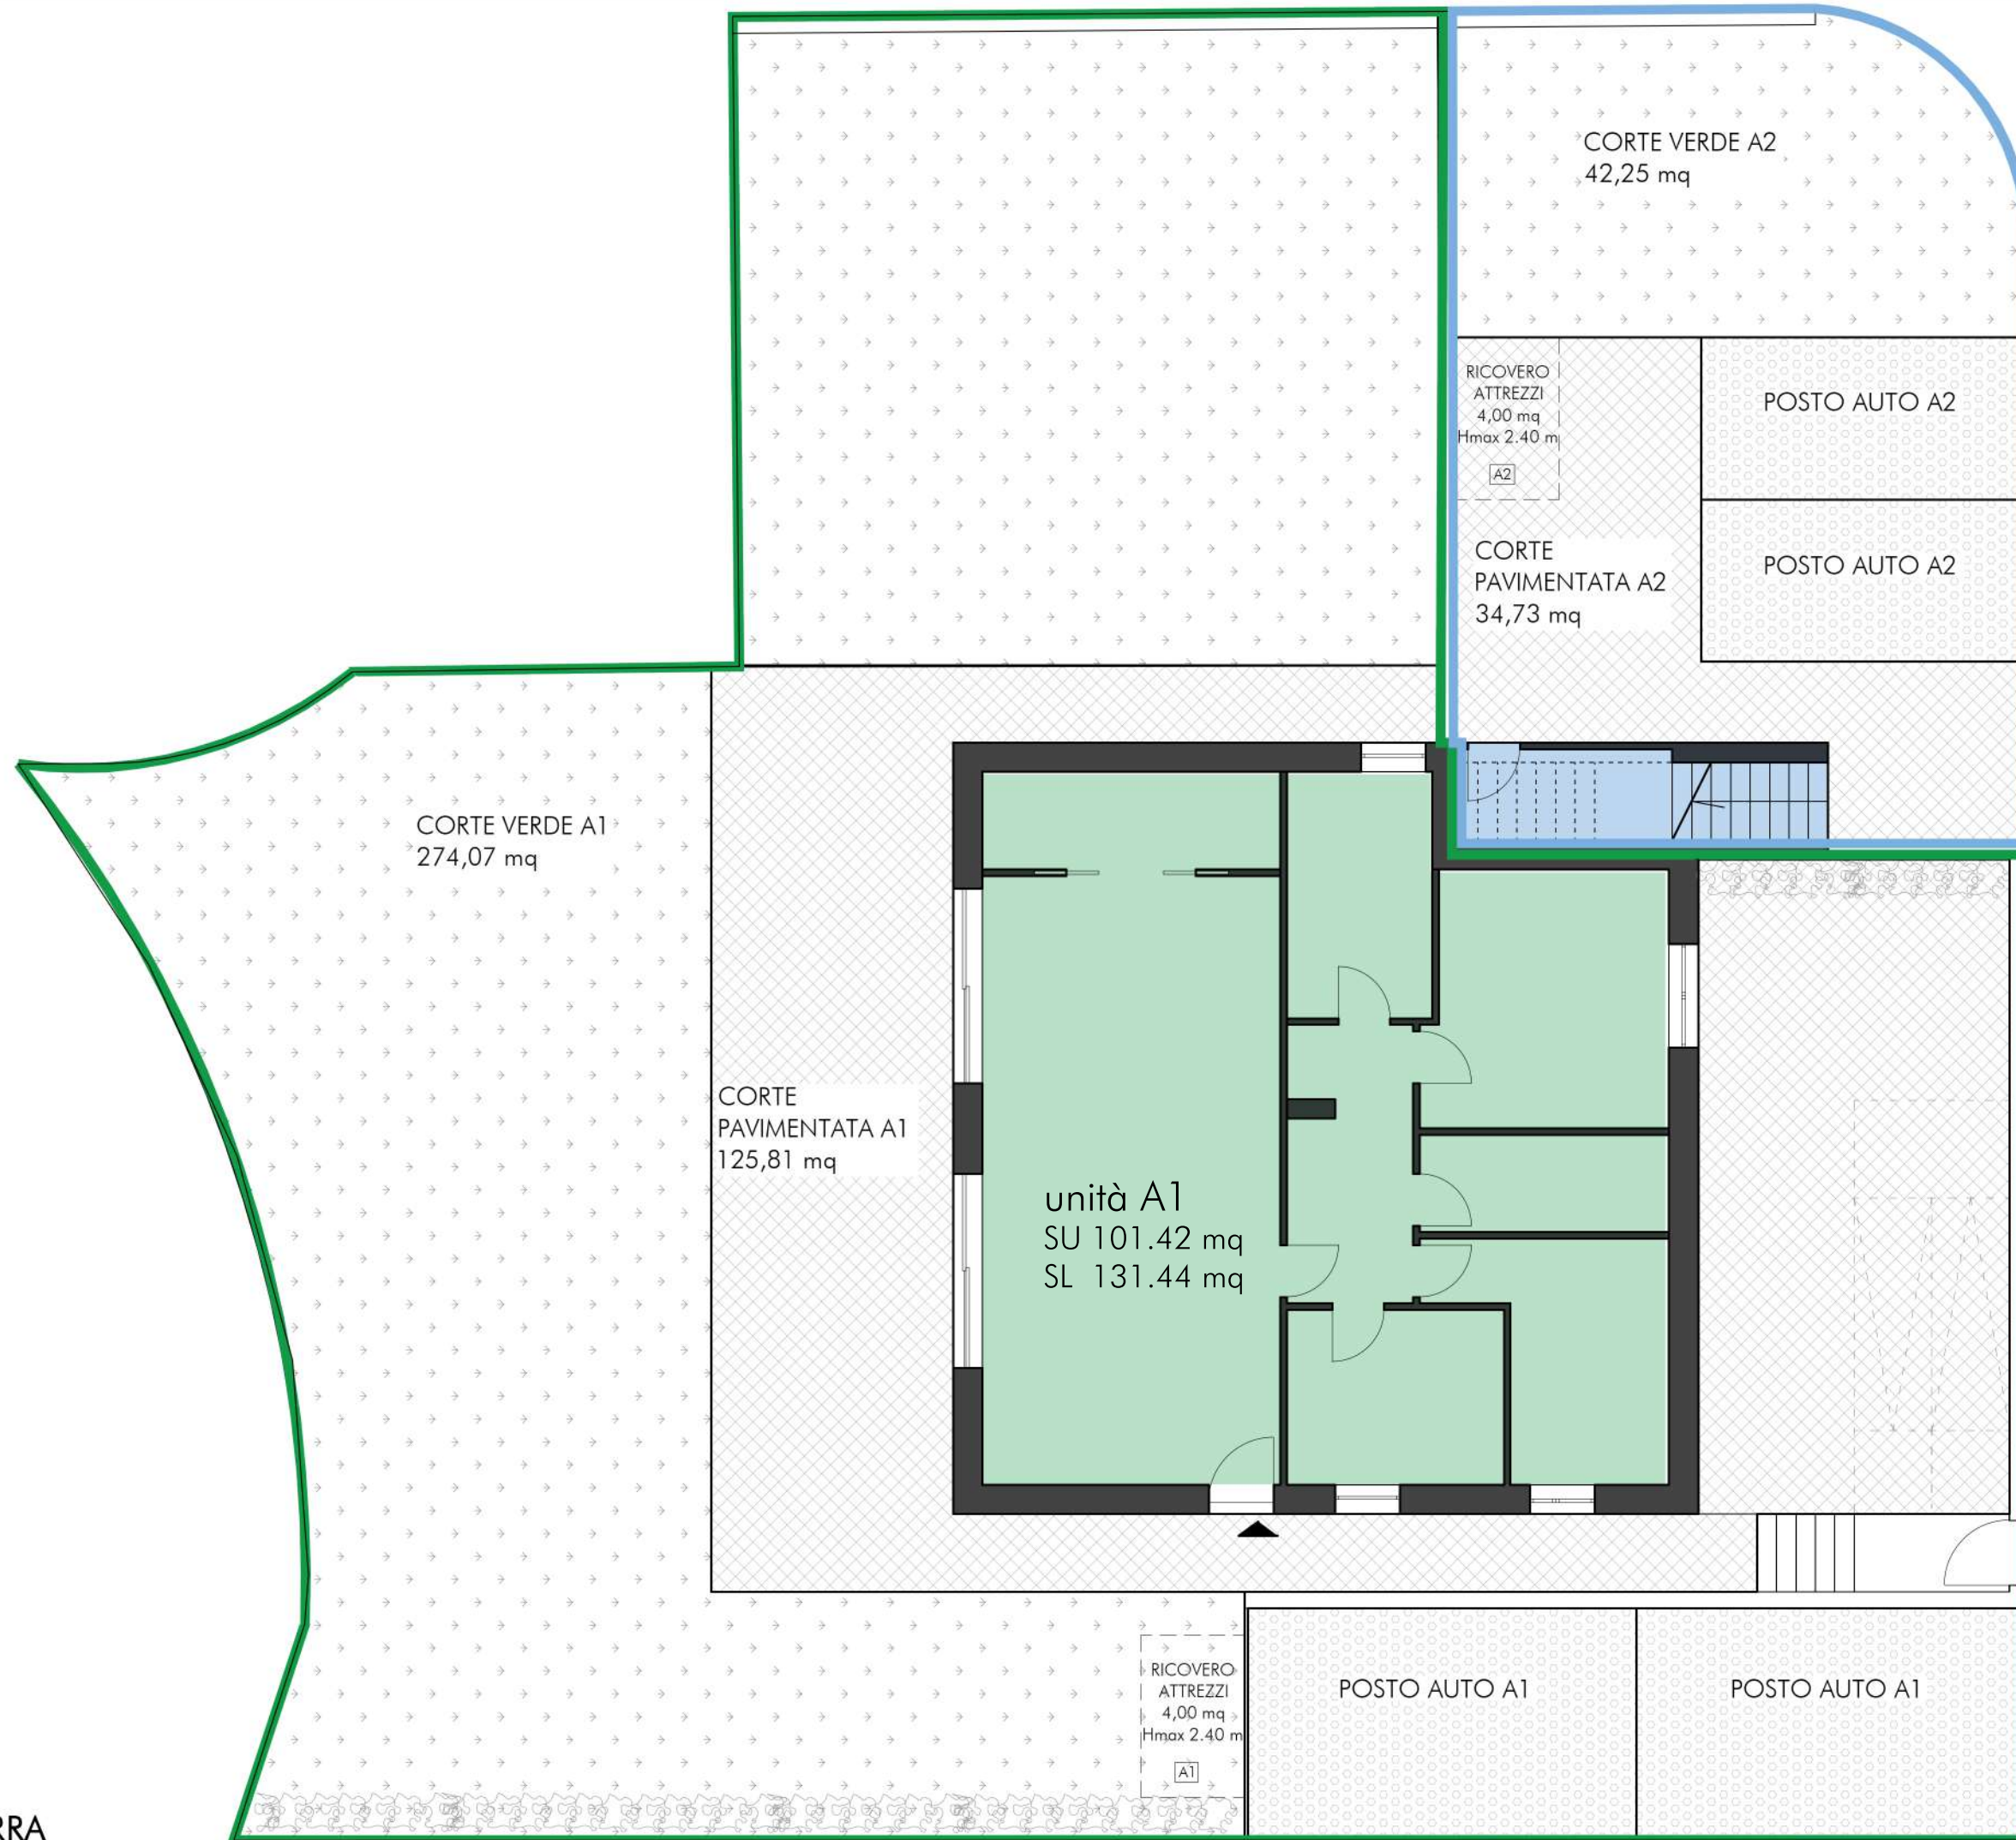 CORTE VERDE A2
42,25 mq
RICOVERO
ATTREZZI
4,00 mq
Hmax 2.40 m
A2
POSTO AUTO A2
CORTE
PAVIMENTATA A2
34,73 mq
POSTO AUTO A2
CORTE VERDE A1
274,07 mq
CORTE
PAVIMENTATA A1
125,81 mq
unità A1
SU 101.42 mq
SL 131.44 mq
RICOVERO
ATTREZZI
4,00 mq
Hmax 2.40 m
A1
POSTO AUTO A1
POSTO AUTO A1